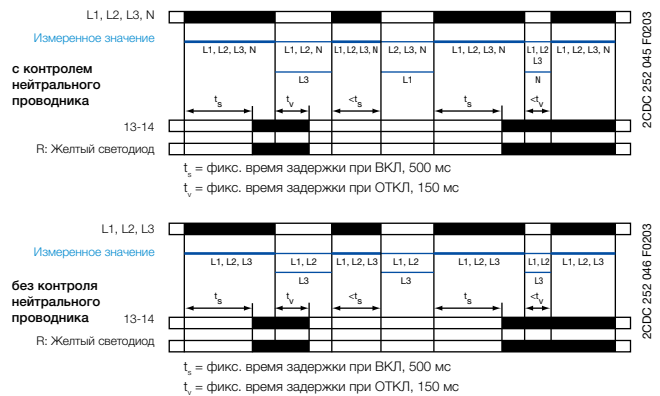 L1, L2, L3, N
Измеренное значение
L1, L2, L3, N
L1, L2, N
L1, L2, L3, N
L2, L3, N
L1, L2, L3, N
L1, L2
L3
L1, L2, L3, N
L3
L1
N
с контролем
нейтрального
проводника
ts
tv
<ts
ts
<tv
13-14
R: Желтый светодиод
ts = фикс. время задержки при ВКЛ, 500 мс
tv = фикс. время задержки при ОТКЛ, 150 мс
2CDC 252 045 F0203
L1, L2, L3
Измеренное значение
L1, L2, L3
L1, L2
L1, L2, L3
L1, L2
L1, L2, L3
L1, L2
L1, L2, L3
L3
L3
L3
без контроля
нейтрального
проводника
ts
tv
<ts
ts
<tv
13-14
R: Желтый светодиод
ts = фикс. время задержки при ВКЛ, 500 мс
tv = фикс. время задержки при ОТКЛ, 150 мс
2CDC 252 046 F0203